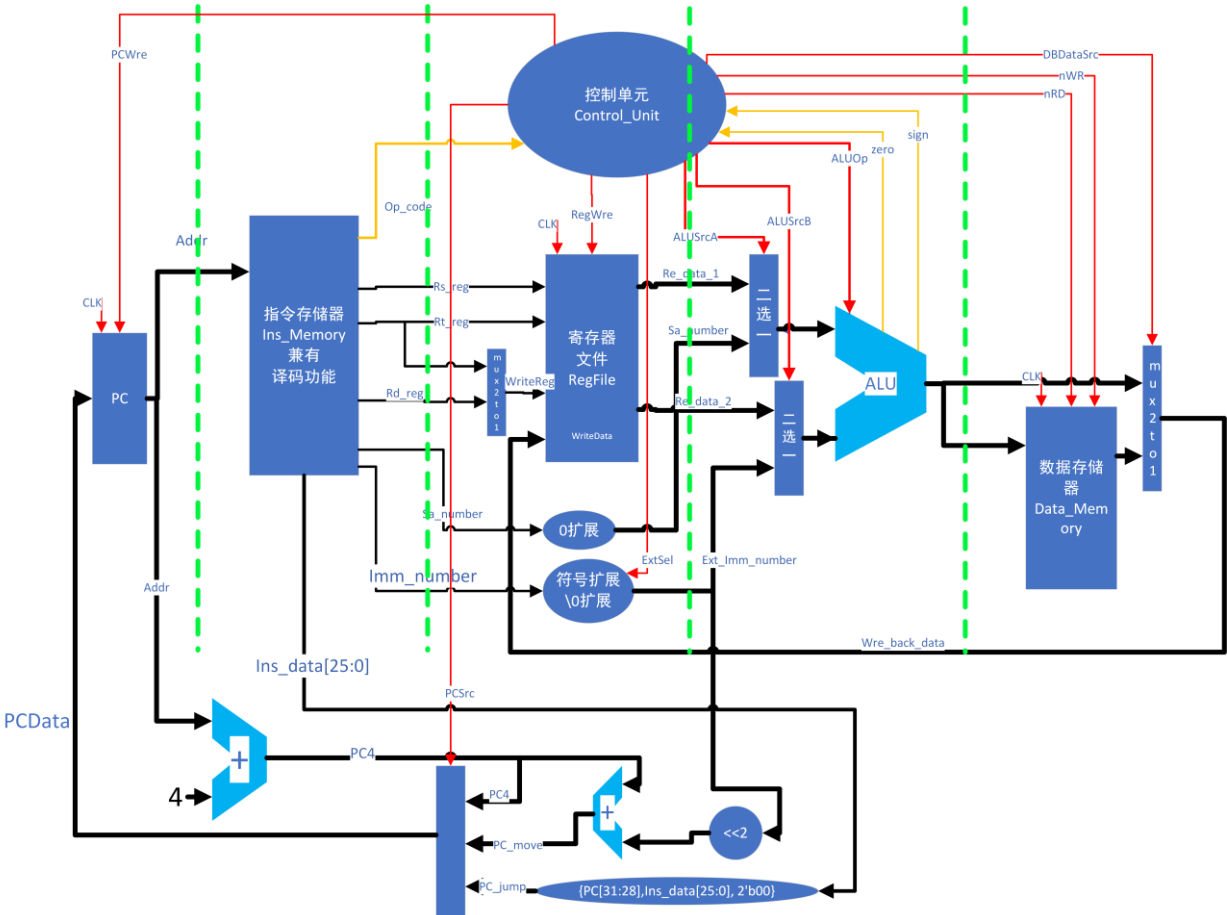 PCWre
控制单元
Control_Unit
DBDataSrc
nWR
nRD
sign
zero
ALUOp
Op_code
RegWre
CLK
ALUSrcA
ALUSrcB
Addr
指令存储器
Ins_Memory
兼有
译码功能
Rs_reg
Rt_reg
Rd_reg
mux2to1
WriteReg
寄存器
文件
RegFile
WriteData
Re_data_1
Sa_number
Re_data_2
二选一
二选一
ALU
CLK
数据存储
器
Data_Mem
ory
mux2to1
CLK
PC
Sa_number
0扩展
Imm_number
符号扩展
\0扩展
ExtSel
Ext_Imm_number
Wre_back_data
Addr
Ins_data[25:0]
PCSrc
PCData
+
4
PC4
PC4
+
<<2
PC_move
PC_jump
{PC[31:28],Ins_data[25:0], 2'b00}